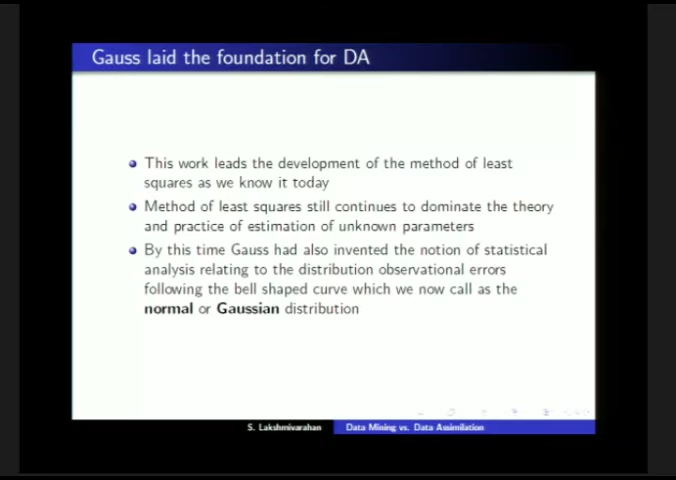 Gauss laid the foundation for DA
This work leads the development of the method of least
squares as we know it today
Method of least squares still continues to dominate the theory
and practice of estimation of unknown parameters
By this time Gauss had also invented the notion of statistical
analysis relating to the distribution observational errors
following the bell shaped curve which we now call as the
normal or Gaussian distribution
S. Lakshmivarahan
Data Mining vs. Data Assimilation